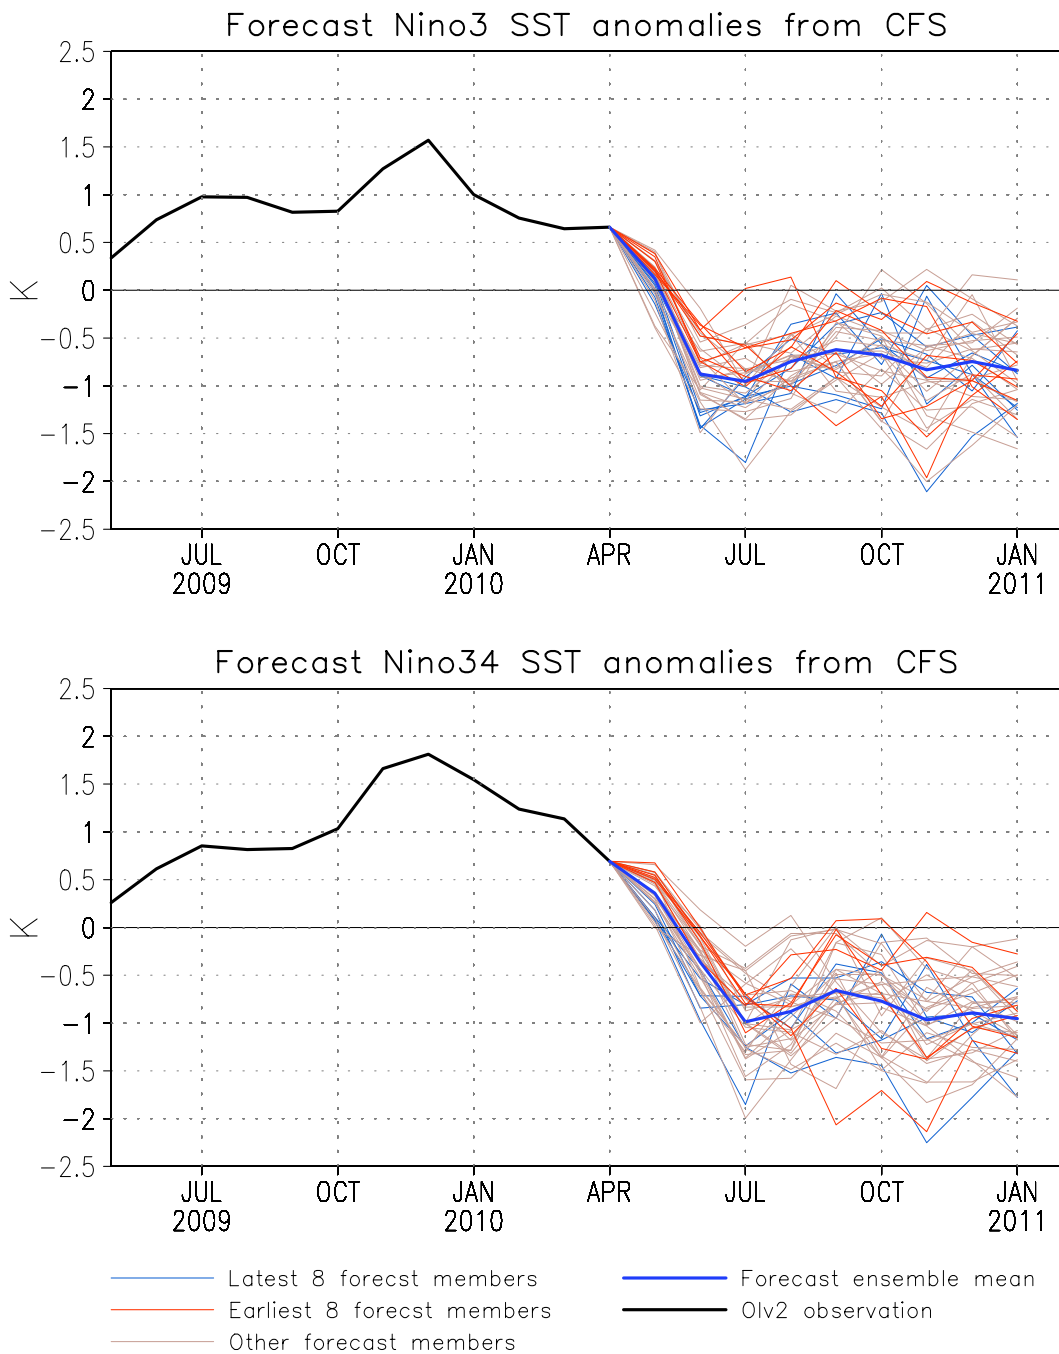 Forecast Nino3 SST anomalies from CFS
2.5
2
1.5
1
0.5
0
-0.5
-1
-1.5
-2
-2.5
K
JUL OCT JAN APR JUL OCT JAN
2009 2010 2011
Forecast Nino34 SST anomalies from CFS
2.5
2
1.5
1
0.5
0
-0.5
-1
-1.5
-2
-2.5
K
JUL OCT JAN APR JUL OCT JAN
2009 2010 2011
Latest 8 forecst members Forecast ensemble mean
Earliest 8 forecst members OIv2 observation
Other forecast members